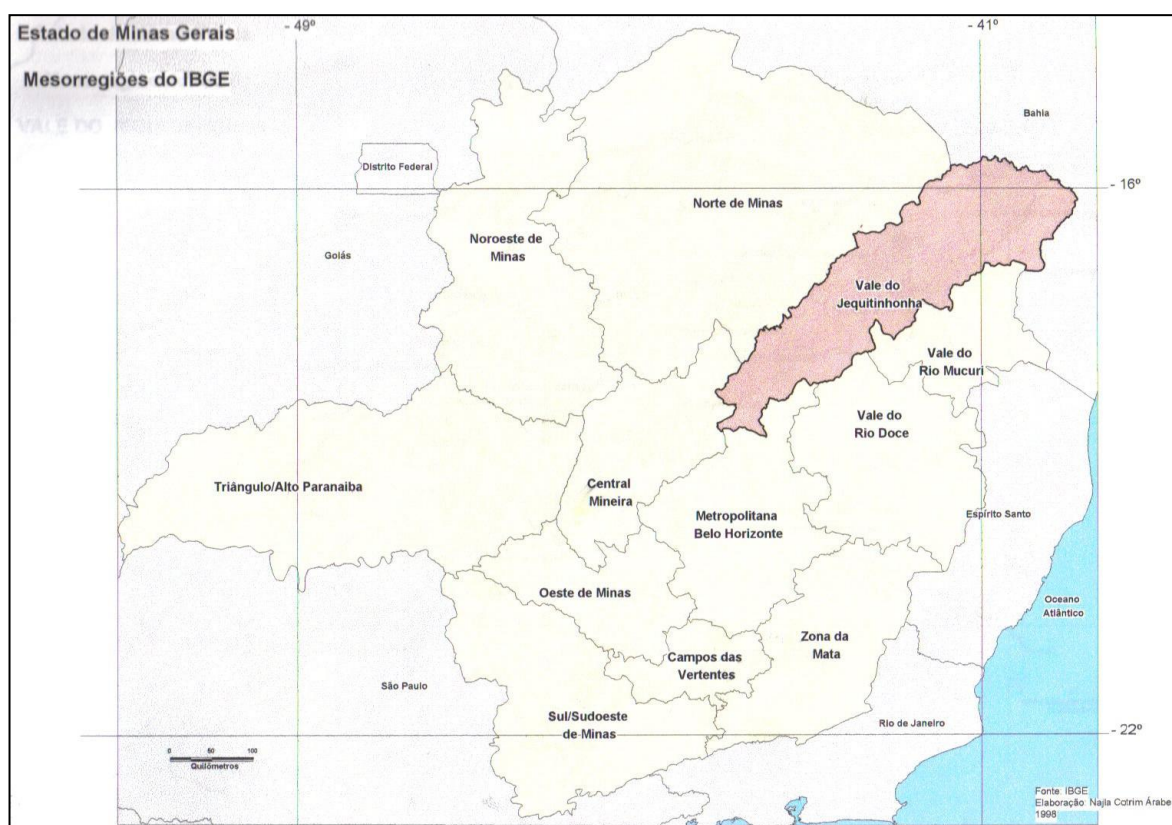 Estado de Minas Gerais
Mesorregiões do IBGE
VALE DO
- 49º
- 41º
Bahia
Distrito Federal
- 16º
Norte de Minas
Noroeste de
Minas
Goiás
Vale do
Jequitinhonha
Vale do
Rio Mucuri
Vale do
Rio Doce
Triângulo/Alto Paranaiba
Central
Mineira
Metropolitana
Belo Horizonte
Espírito Santo
Oeste de Minas
Oceano
Atlântico
Zona da
Mata
Campos das
Vertentes
São Paulo
Sul/Sudoeste
de Minas
Rio de Janeiro
- 22º
0 50 100
Quilômetros
Fonte: IBGE
Elaboração: Najla Cotrim Árabe
1998